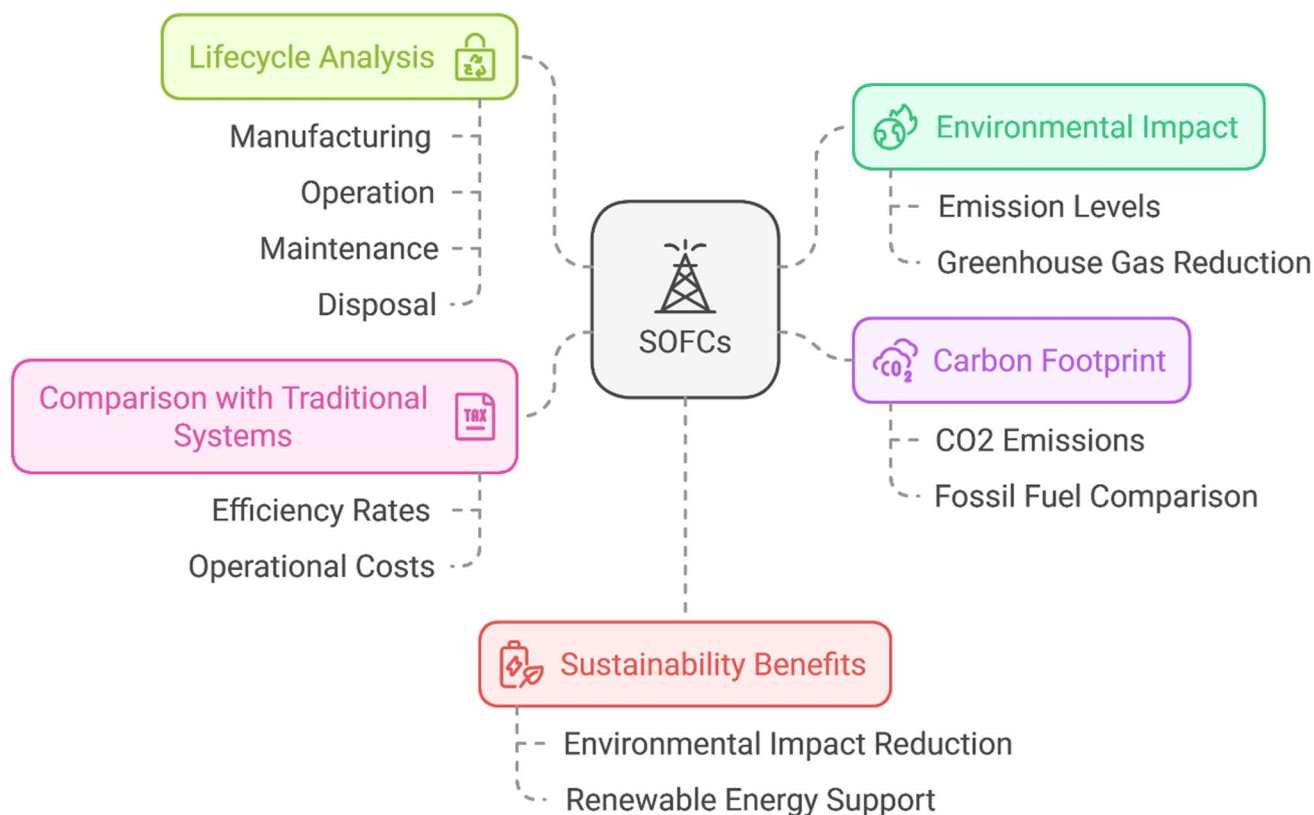 Lifecycle Analysis
Manufacturing
Operation
Maintenance
Disposal
Comparison with Traditional
Systems
TAX
Efficiency Rates
Operational Costs
SOFCs
Environmental Impact
Emission Levels
Greenhouse Gas Reduction
CO2
Carbon Footprint
CO2 Emissions
Fossil Fuel Comparison
Sustainability Benefits
Environmental Impact Reduction
Renewable Energy Support